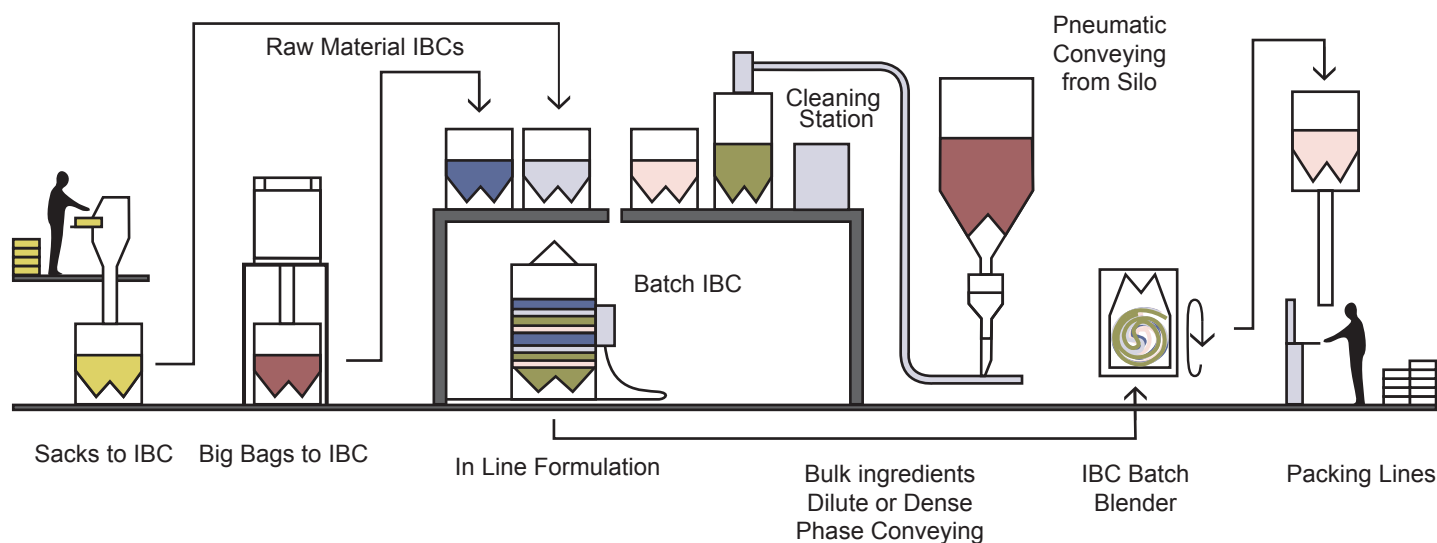 Raw Material IBCs
Pneumatic
Conveying
from Silo
Cleaning
Station
Batch IBC
Sacks to IBC
Big Bags to IBC
In Line Formulation
Bulk ingredients
Dilute or Dense
Phase Conveying
IBC Batch
Blender
Packing Lines